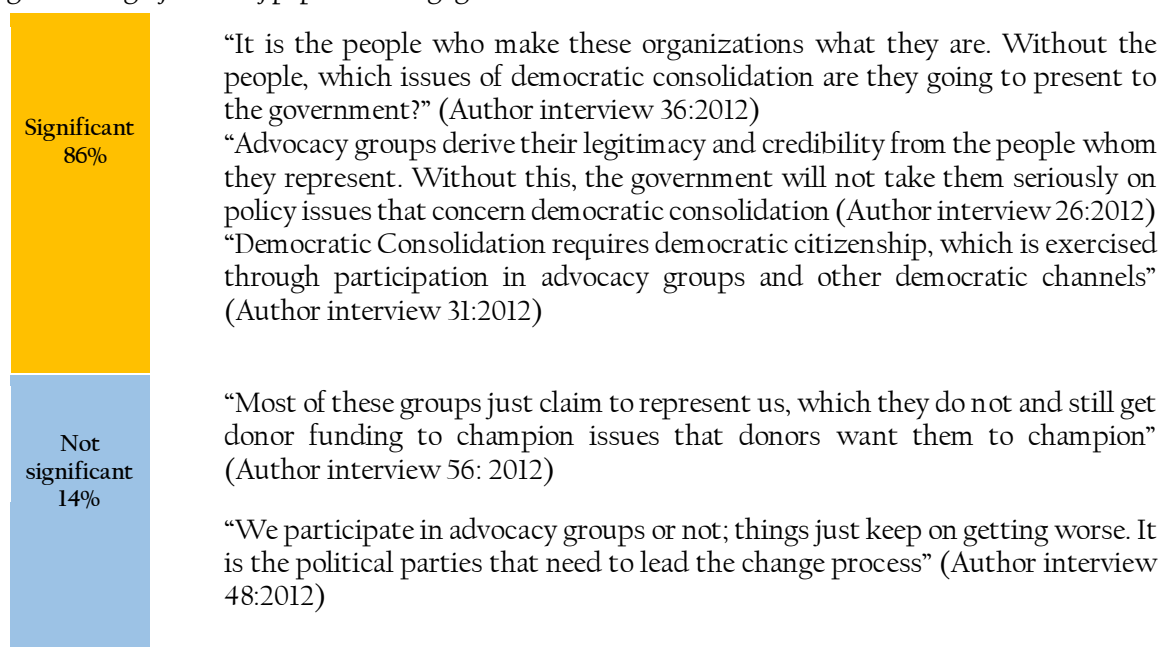 Significant
86%
“It is the people who make these organizations what they are. Without the
people, which issues of democratic consolidation are they going to present to
the government?” (Author interview 36:2012)
“Advocacy groups derive their legitimacy and credibility from the people whom
they represent. Without this, the government will not take them seriously on
policy issues that concern democratic consolidation (Author interview 26:2012)
“Democratic Consolidation requires democratic citizenship, which is exercised
through participation in advocacy groups and other democratic channels”
(Author interview 31:2012)
Not
significant
14%
“Most of these groups just claim to represent us, which they do not and still get
donor funding to champion issues that donors want them to champion”
(Author interview 56: 2012)
“We participate in advocacy groups or not; things just keep on getting worse. It
is the political parties that need to lead the change process” (Author interview
48:2012)